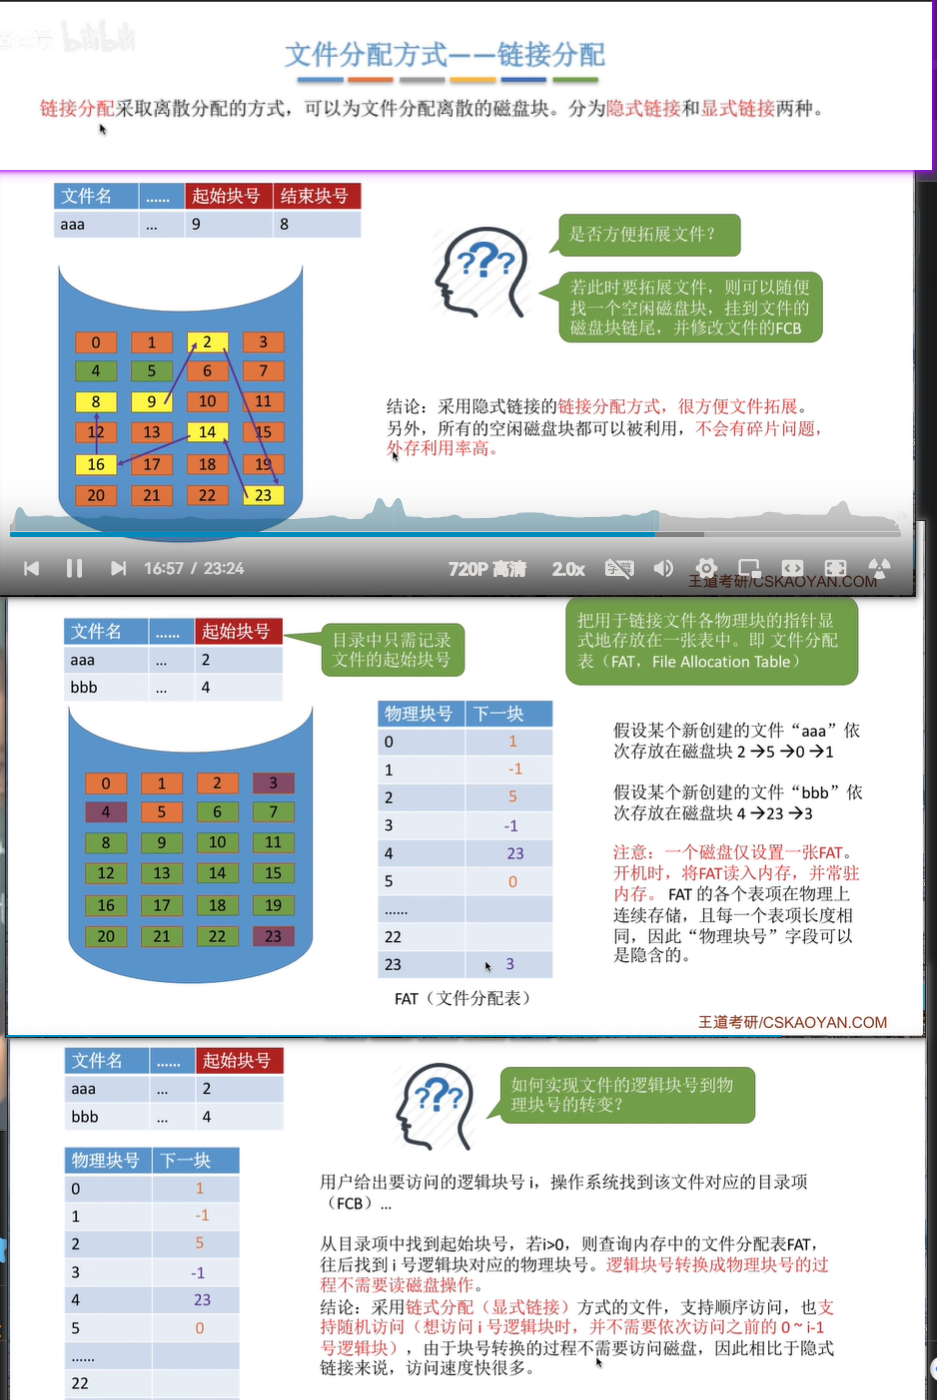 文件分配方式——链接分配
链接分配采取离散分配的方式，可以为文件分配离散的磁盘块。分为隐式链接和显式链接两种。
文件名 …… 起始块号 结束块号
aaa ... 9 8
是否方便拓展文件？
若此时要拓展文件，则可以随便
找一个空闲磁盘块，挂到文件的
磁盘块链尾，并修改文件的FCB
0 1 2 3
4 5 6 7
8 9 10 11
12 13 14 15
16 17 18 19
20 21 22 23
结论：采用隐式链接的链接分配方式，很方便文件拓展。
另外，所有的空闲磁盘块都可以被利用，不会有碎片问题，
外存利用率高。
16:57 / 23:24 720P 高清 2.0x 字幕
王道考研/CSKAOYAN.COM
文件名 …… 起始块号
aaa ... 2
bbb ... 4
目录中只需记录
文件的起始块号
把用于链接文件各物理块的指针显
式地存放在一张表中。即 文件分配
表（FAT，File Allocation Table）
0 1 2 3
4 5 6 7
8 9 10 11
12 13 14 15
16 17 18 19
20 21 22 23
物理块号 下一块
0 1
1 -1
2 5
3 -1
4 23
5 0
……
22
23 3
FAT（文件分配表）
假设某个新创建的文件“aaa”依
次存放在磁盘块 2→5→0→1
假设某个新创建的文件“bbb”依
次存放在磁盘块 4→23→3
注意：一个磁盘仅设置一张FAT。
开机时，将FAT读入内存，并常驻
内存。 FAT 的各个表项在物理上
连续存储，且每一个表项长度相
同，因此“物理块号”字段可以
是隐含的。
王道考研/CSKAOYAN.COM
文件名 …… 起始块号
aaa ... 2
bbb ... 4
如何实现文件的逻辑块号到物
理块号的转变？
物理块号 下一块
0 1
1 -1
2 5
3 -1
4 23
5 0
……
22
用户给出要访问的逻辑块号 i，操作系统找到该文件对应的目录项
（FCB）...
从目录项中找到起始块号，若i>0，则查询内存中的文件分配表FAT，
往后找到 i 号逻辑块对应的物理块号。逻辑块号转换成物理块号的过
程不需要读磁盘操作。
结论：采用链式分配（显式链接）方式的文件，支持顺序访问，也支
持随机访问（想访问 i 号逻辑块时，并不需要依次访问之前的 0 ~ i-1
号逻辑块），由于块号转换的过程不需要访问磁盘，因此相比于隐式
链接来说，访问速度快很多。